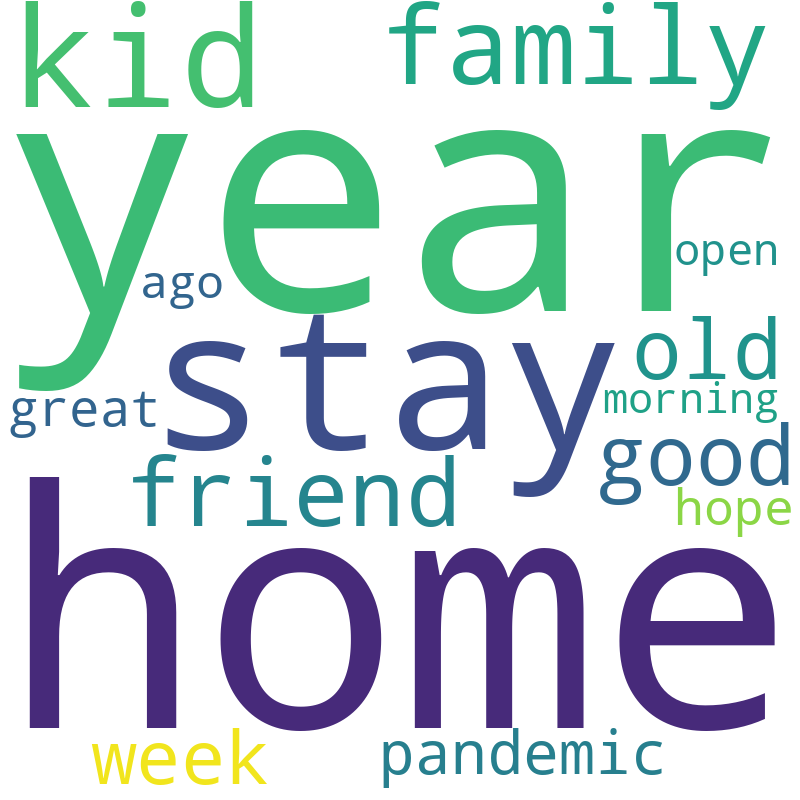 kid family
year
open
ago
stay old
great morning
good
friend hope
home
week pandemic